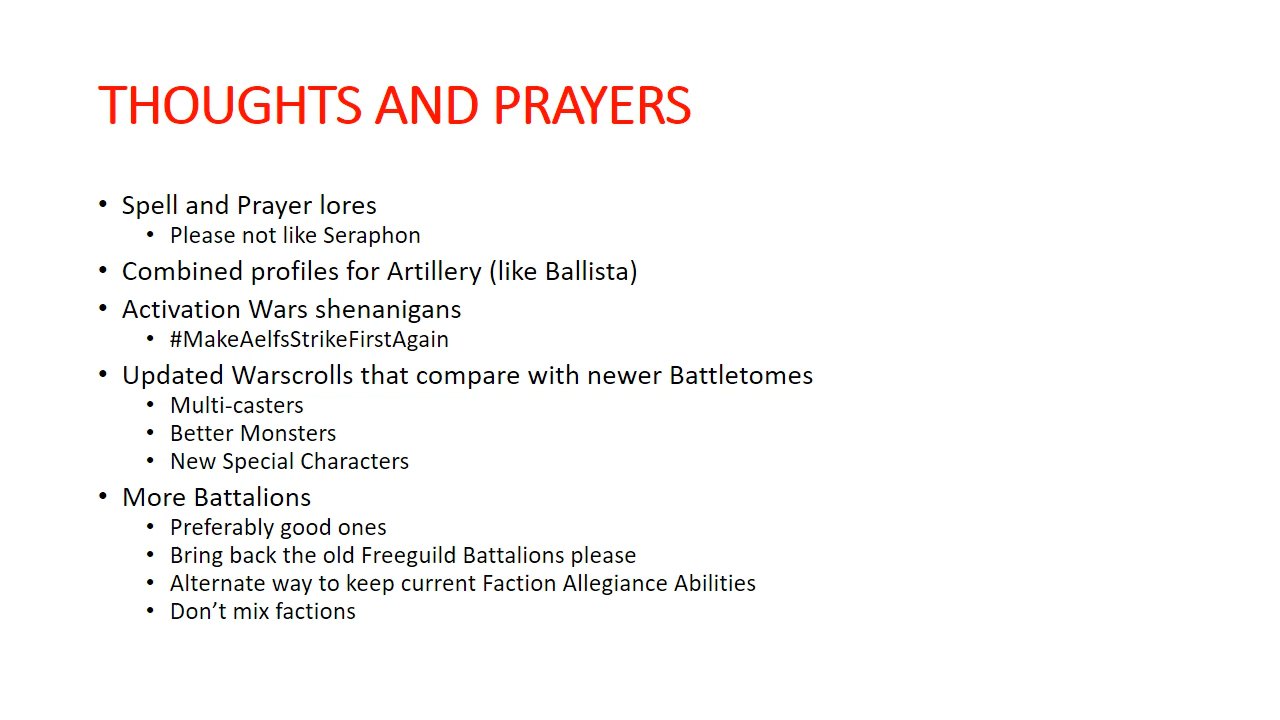 THOUGHTS AND PRAYERS
• Spell and Prayer lores
• Please not like Seraphon
• Combined profiles for Artillery (like Ballista)
• Activation Wars shenanigans
• #MakeAelfsStrikeFirstAgain
• Updated Warscrolls that compare with newer Battletomes
• Multi-casters
• Better Monsters
• New Special Characters
• More Battalions
• Preferably good ones
• Bring back the old Freeguild Battalions please
• Alternate way to keep current Faction Allegiance Abilities
• Don’t mix factions